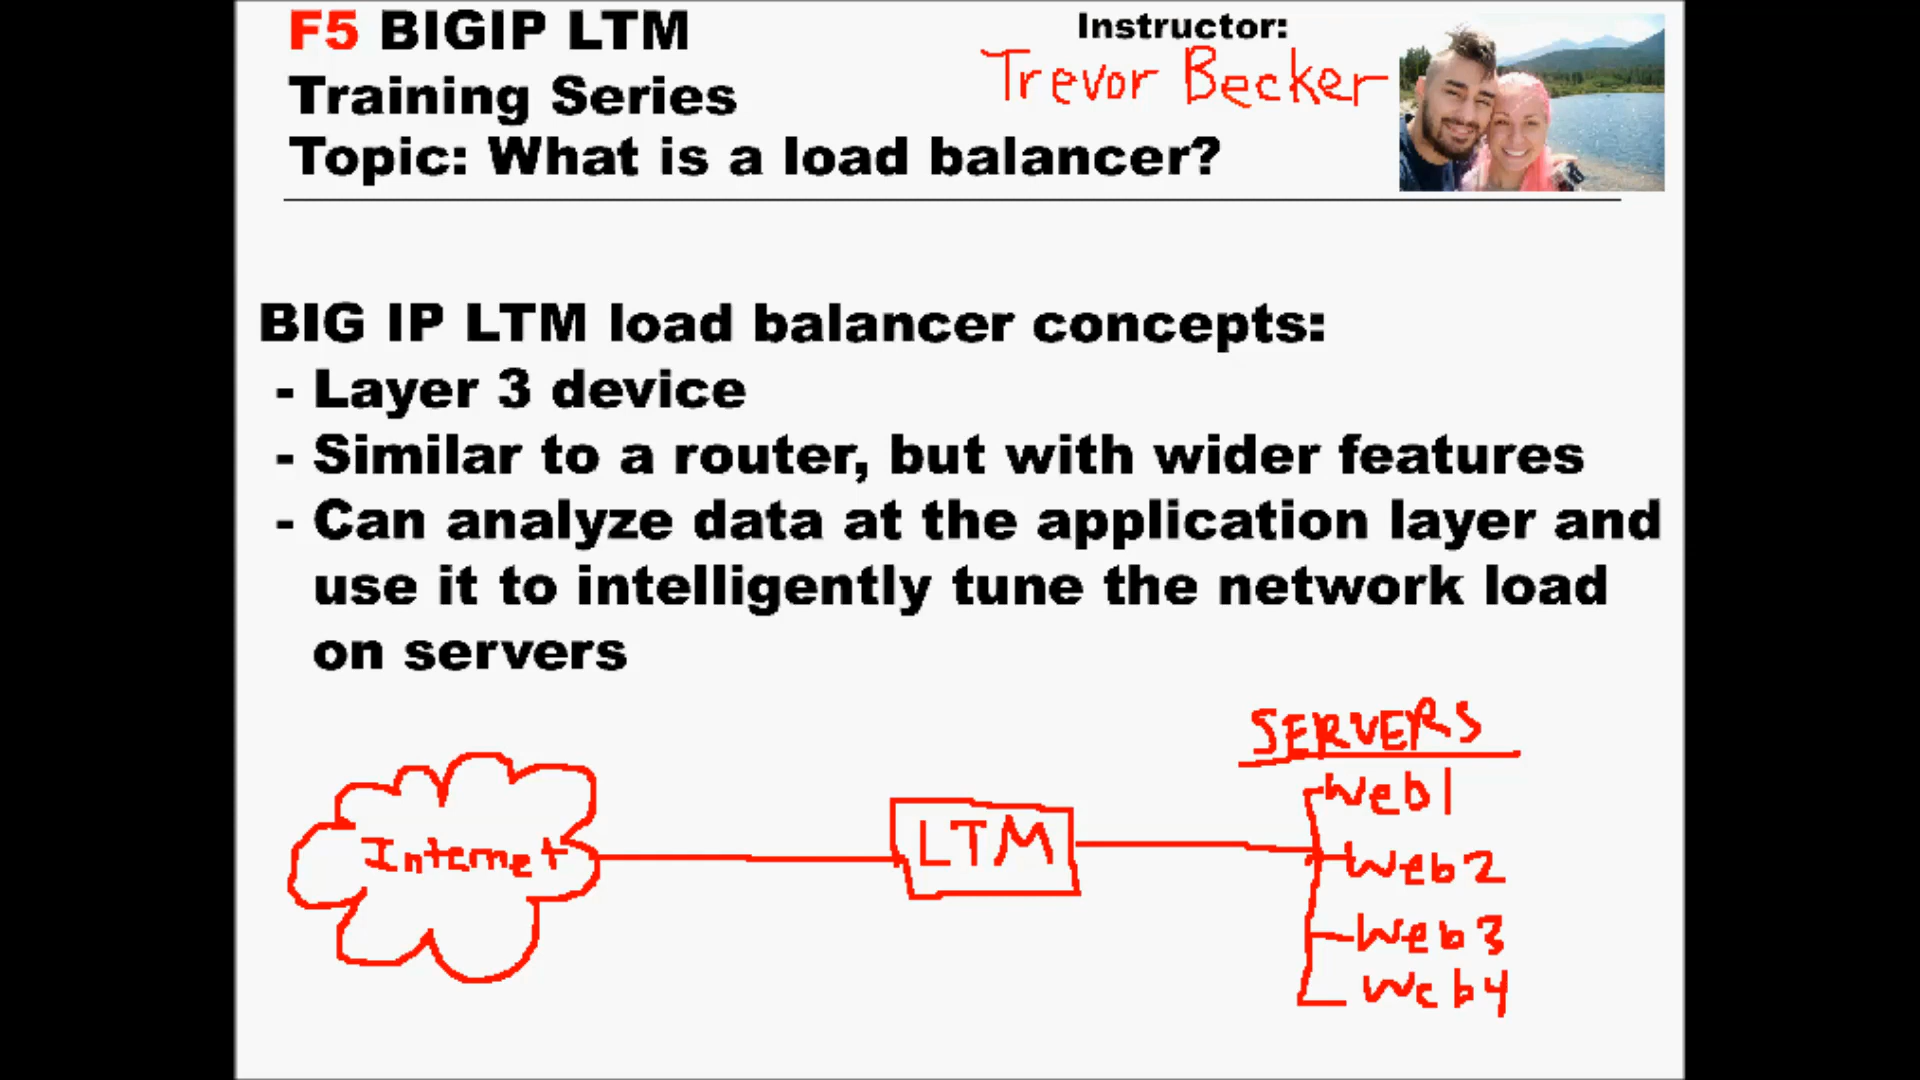 F5 BIGIP LTM
Training Series
Topic: What is a load balancer?
Instructor:
Trevor Becker
BIG IP LTM load balancer concepts:
- Layer 3 device
- Similar to a router, but with wider features
- Can analyze data at the application layer and
use it to intelligently tune the network load
on servers
Internet
LTM
SERVERS
Web1
Web2
Web3
Web4